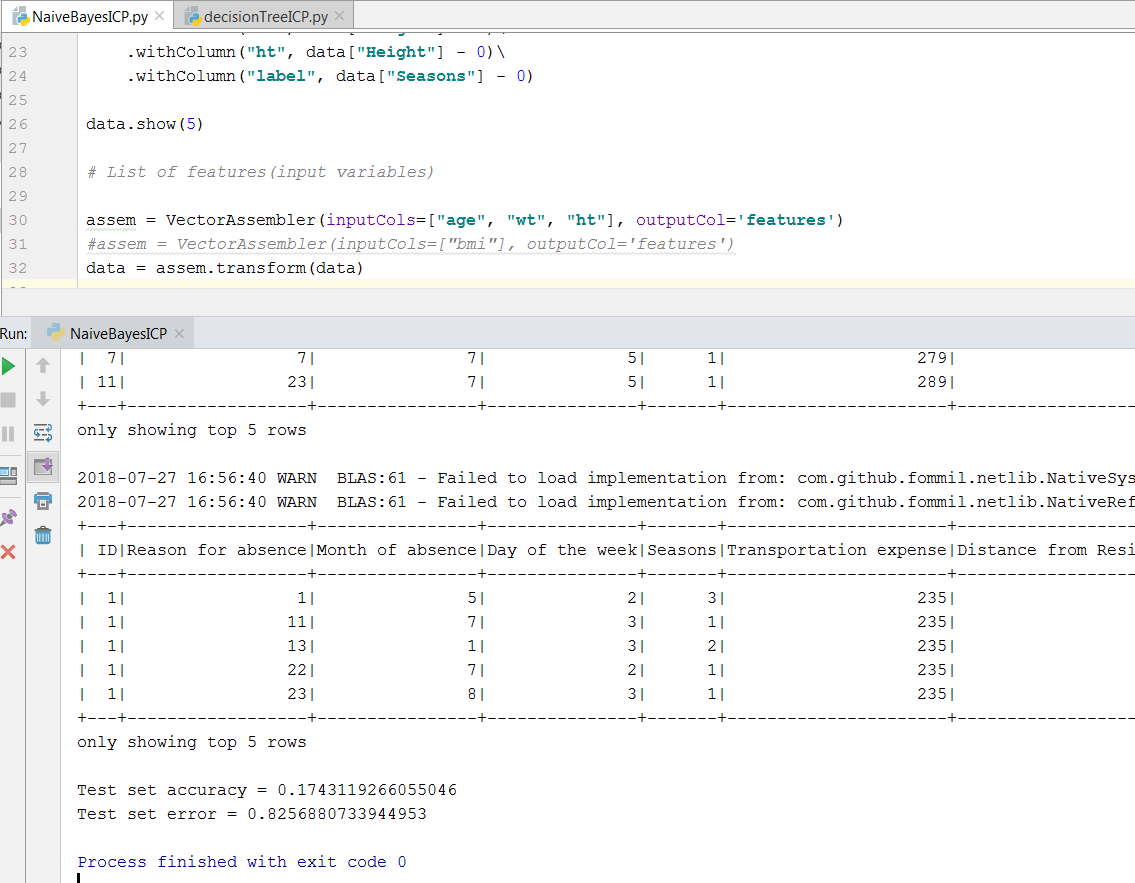 NaiveBayesICP.py decisionTreeICP.py
23 .withColumn("ht", data["Height"] - 0)\
24 .withColumn("label", data["Seasons"] - 0)
25
26 data.show(5)
27
28 # List of features(input variables)
29
30 assem = VectorAssembler(inputCols=["age", "wt", "ht"], outputCol='features')
31 #assem = VectorAssembler(inputCols=["bmi"], outputCol='features')
32 data = assem.transform(data)
Run: NaiveBayesICP
| 7| 7| 7| 5| 1| 279|
| 11| 23| 7| 5| 1| 289|
+---+------------------+----------------+---------------+-------+----------------------+------------------
only showing top 5 rows
2018-07-27 16:56:40 WARN  BLAS:61 - Failed to load implementation from: com.github.fommil.netlib.NativeSys
2018-07-27 16:56:40 WARN  BLAS:61 - Failed to load implementation from: com.github.fommil.netlib.NativeRef
+---+------------------+----------------+---------------+-------+----------------------+------------------
| ID|Reason for absence|Month of absence|Day of the week|Seasons|Transportation expense|Distance from Resi
+---+------------------+----------------+---------------+-------+----------------------+------------------
| 1| 1| 5| 2| 3| 235|
| 1| 11| 7| 3| 1| 235|
| 1| 13| 1| 3| 2| 235|
| 1| 22| 7| 2| 1| 235|
| 1| 23| 8| 3| 1| 235|
+---+------------------+----------------+---------------+-------+----------------------+------------------
only showing top 5 rows
Test set accuracy = 0.1743119266055046
Test set error = 0.8256880733944953
Process finished with exit code 0